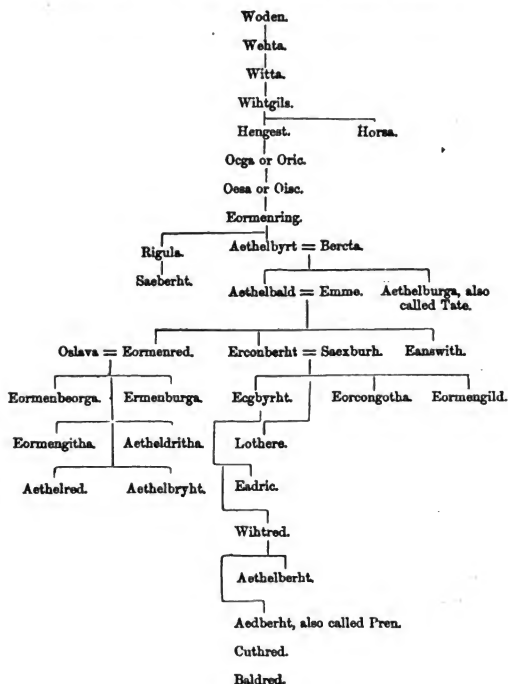 Woden.
Wehta.
Witta.
Wihtgils.
Hengest. Horsa.
Ocga or Oric.
Oesa or Oisc.
Eormenring.
Rigula. Aethelbyrt = Bercta.
Saeberht.
Aethelbald = Emme. Aethelburga, also called Tate.
Oslava = Eormenred. Erconberht = Saexburh. Eanswith.
Eormenbeorga. Ermenburga. Ecgbyrht. Eorcongotha. Eormengild.
Eormengitha. Aetheldritha. Lothere.
Aethelred. Aethelbryht. Eadric.
Wihtred.
Aethelberht.
Aedberht, also called Pren.
Cuthred.
Baldred.